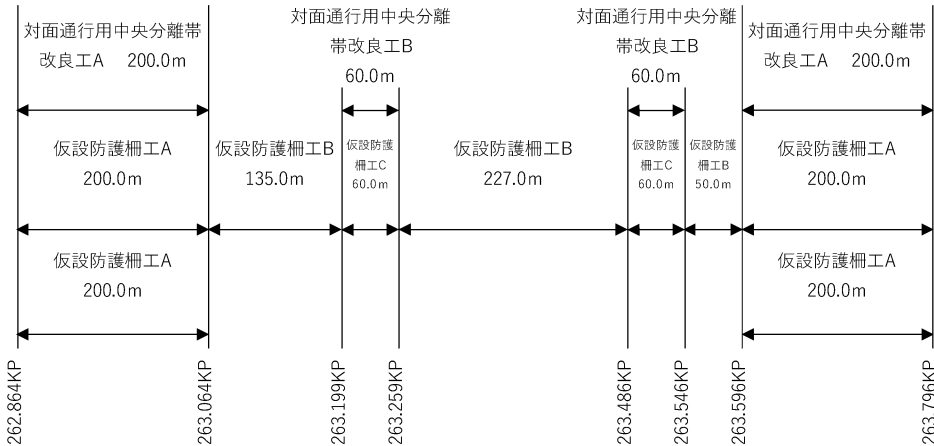 対面通行用中央分離帯
改良工A 200.0m
対面通行用中央分離
帯改良工B
60.0m
対面通行用中央分離
帯改良工B
60.0m
対面通行用中央分離帯
改良工A 200.0m
仮設防護柵工A
200.0m
仮設防護柵工B
135.0m
仮設防護
柵工C
60.0m
仮設防護柵工B
227.0m
仮設防護
柵工C
60.0m
仮設防護
柵工B
50.0m
仮設防護柵工A
200.0m
仮設防護柵工A
200.0m
仮設防護柵工A
200.0m
262.864KP
263.064KP
263.199KP
263.259KP
263.486KP
263.546KP
263.596KP
263.796KP